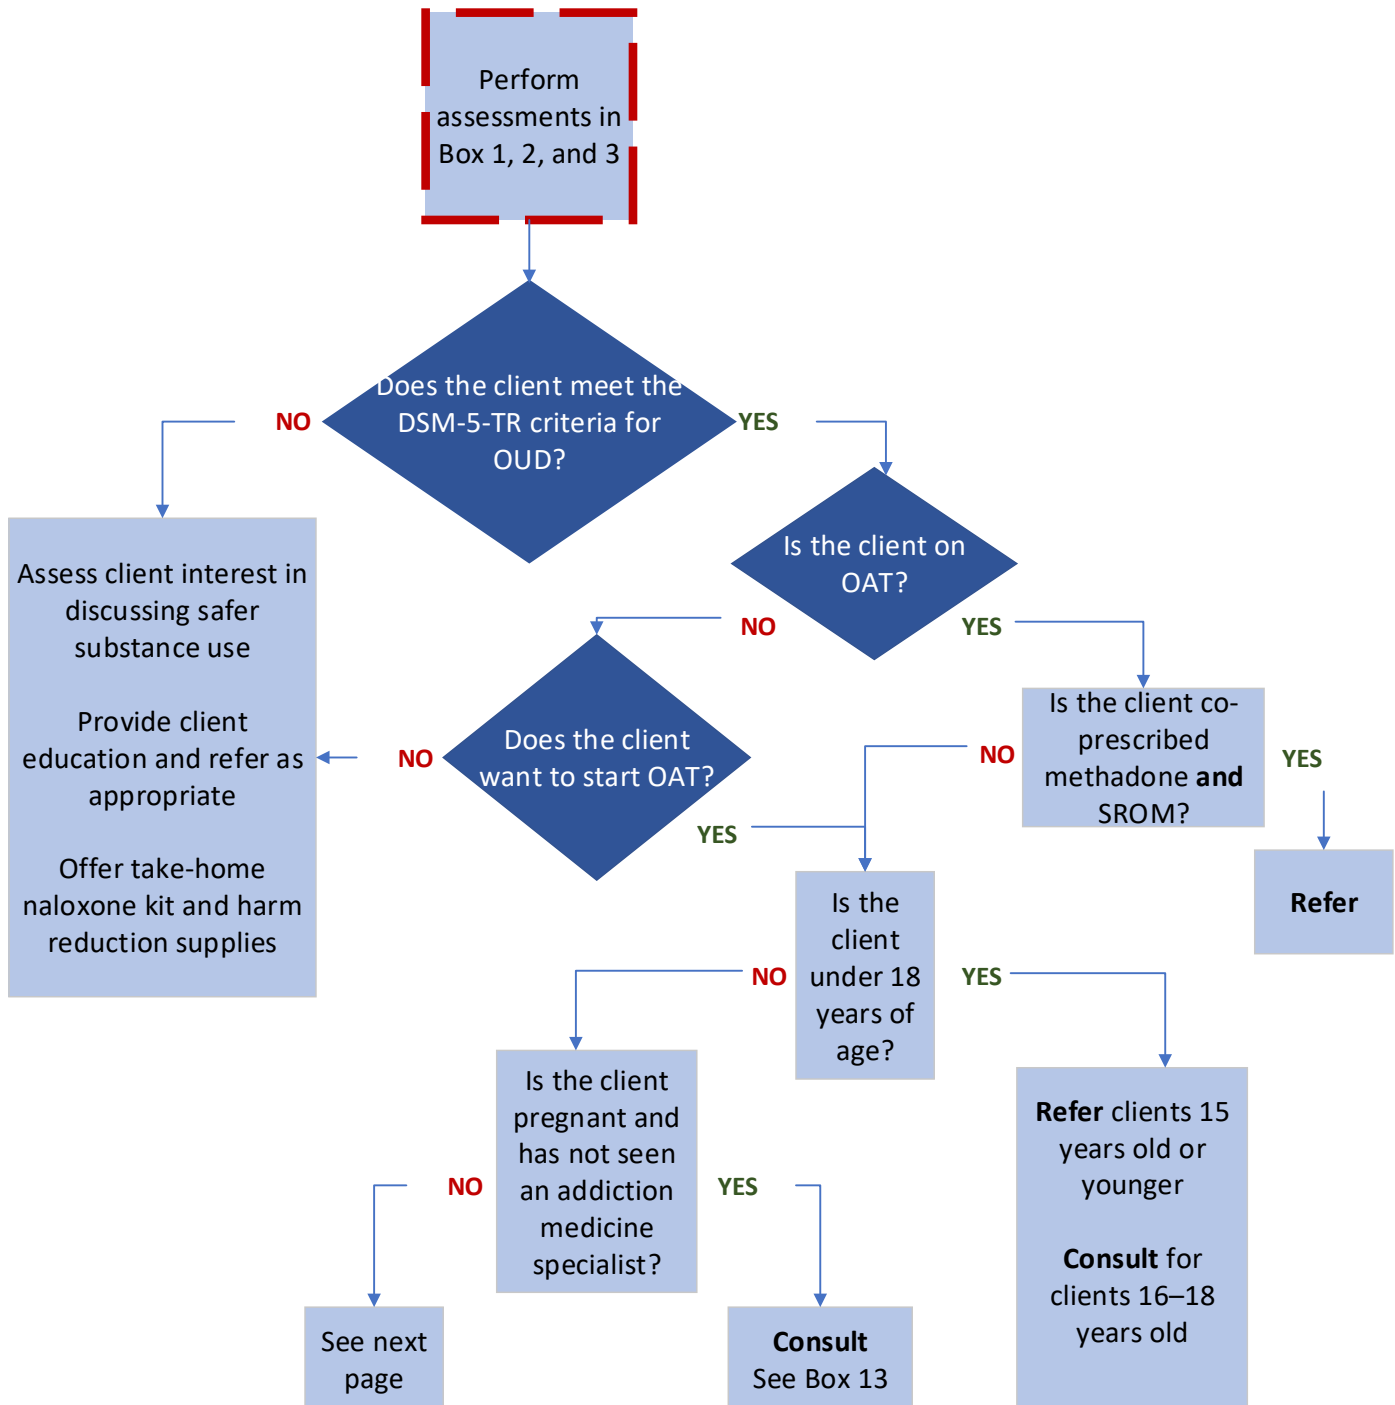 Perform
assessments in
Box 1, 2, and 3
Does the client meet the
DSM-5-TR criteria for
OUD?
NO
YES
Is the client on
OAT?
NO
YES
Assess client interest in
discussing safer
substance use
Provide client
education and refer as
appropriate
Offer take-home
naloxone kit and harm
reduction supplies
Does the client
want to start OAT?
NO
YES
Is the client co-
prescribed
methadone and
SROM?
NO
YES
Refer
Is the
client
under 18
years of
age?
NO
YES
Is the client
pregnant and
has not seen
an addiction
medicine
specialist?
NO
YES
Refer clients 15
years old or
younger
Consult for
clients 16–18
years old
See next
page
Consult
See Box 13